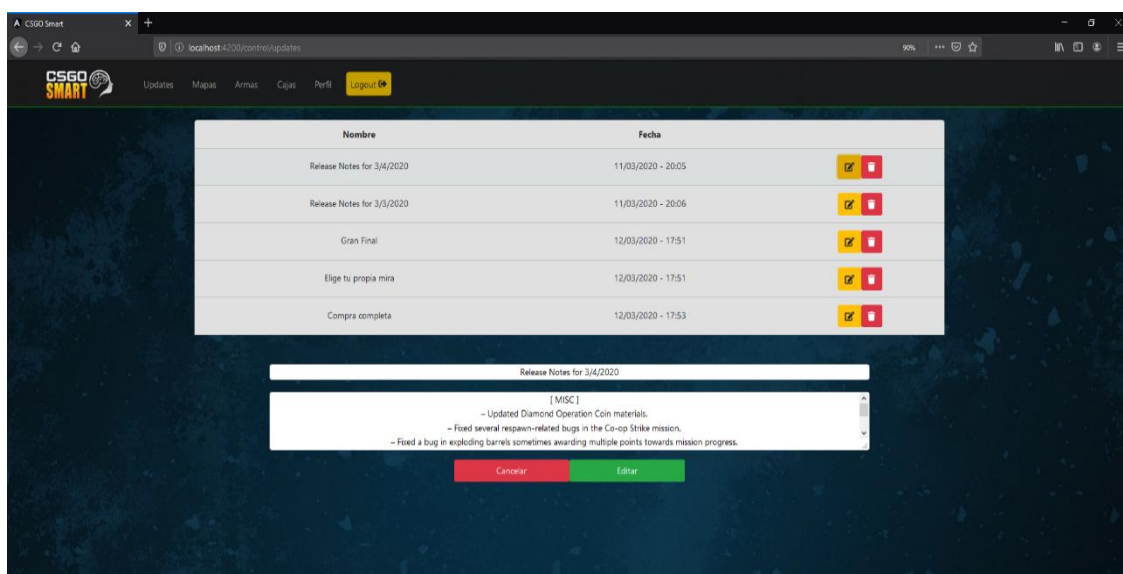 CSGO Smart
localhost:4200/control/updates
90%
CSGO
SMART
Updates Mapas Armas Cajas Perfil Logout
Nombre Fecha
Release Notes for 3/4/2020 11/03/2020 - 20:05
Release Notes for 3/3/2020 11/03/2020 - 20:06
Gran Final 12/03/2020 - 17:51
Elige tu propia mira 12/03/2020 - 17:51
Compra completa 12/03/2020 - 17:53
Release Notes for 3/4/2020
[ MISC ]
– Updated Diamond Operation Coin materials.
– Fixed several respawn-related bugs in the Co-op Strike mission.
– Fixed a bug in exploding barrels sometimes awarding multiple points towards mission progress.
Cancelar Editar